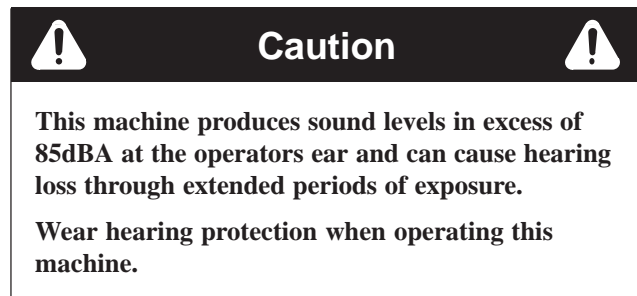 Caution
This machine produces sound levels in excess of
85dBA at the operators ear and can cause hearing
loss through extended periods of exposure.
Wear hearing protection when operating this
machine.